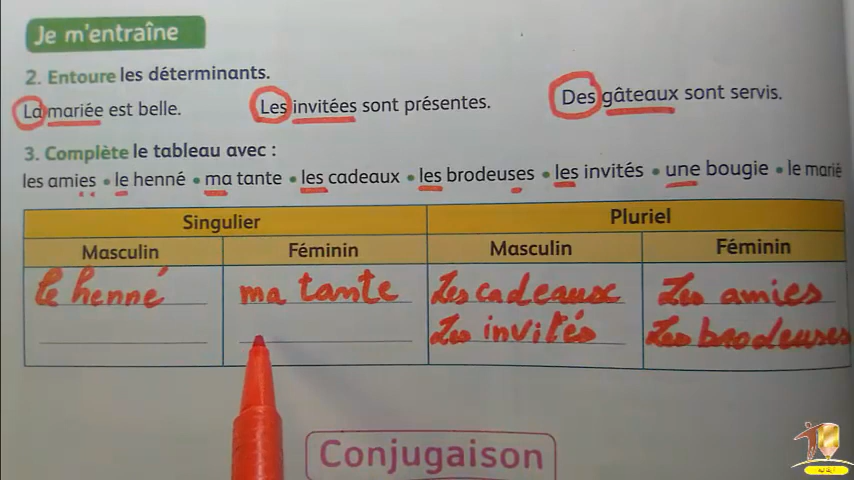 Je m'entraîne
2. Entoure les déterminants.
La mariée est belle. Les invitées sont présentes. Des gâteaux sont servis.
3. Complète le tableau avec :
les amies • le henné • ma tante • les cadeaux • les brodeuses • les invités • une bougie • le marié
Singulier Pluriel
Masculin Féminin Masculin Féminin
le henné ma tante Les cadeaux Les amies
Les invités Les brodeuses
Conjugaison